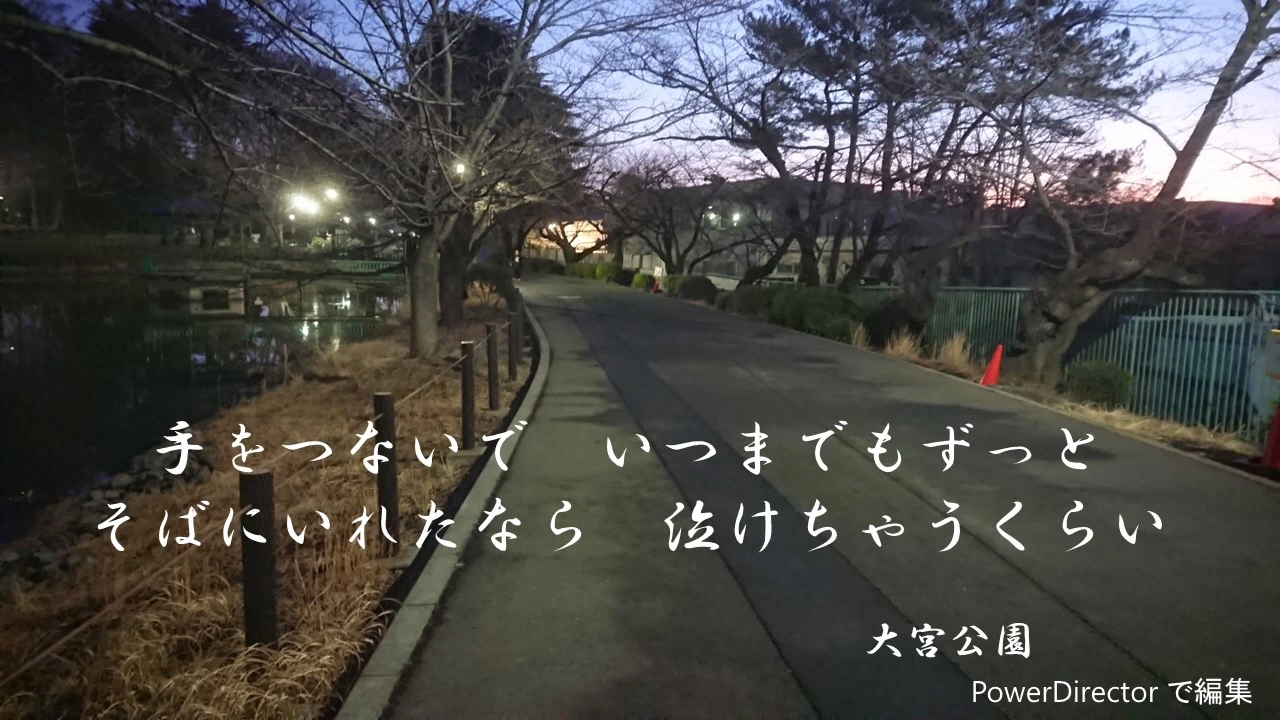 手をつないで　いつまでもずっと
そばにいれたなら　泣けちゃうくらい
大宮公園
PowerDirector で編集